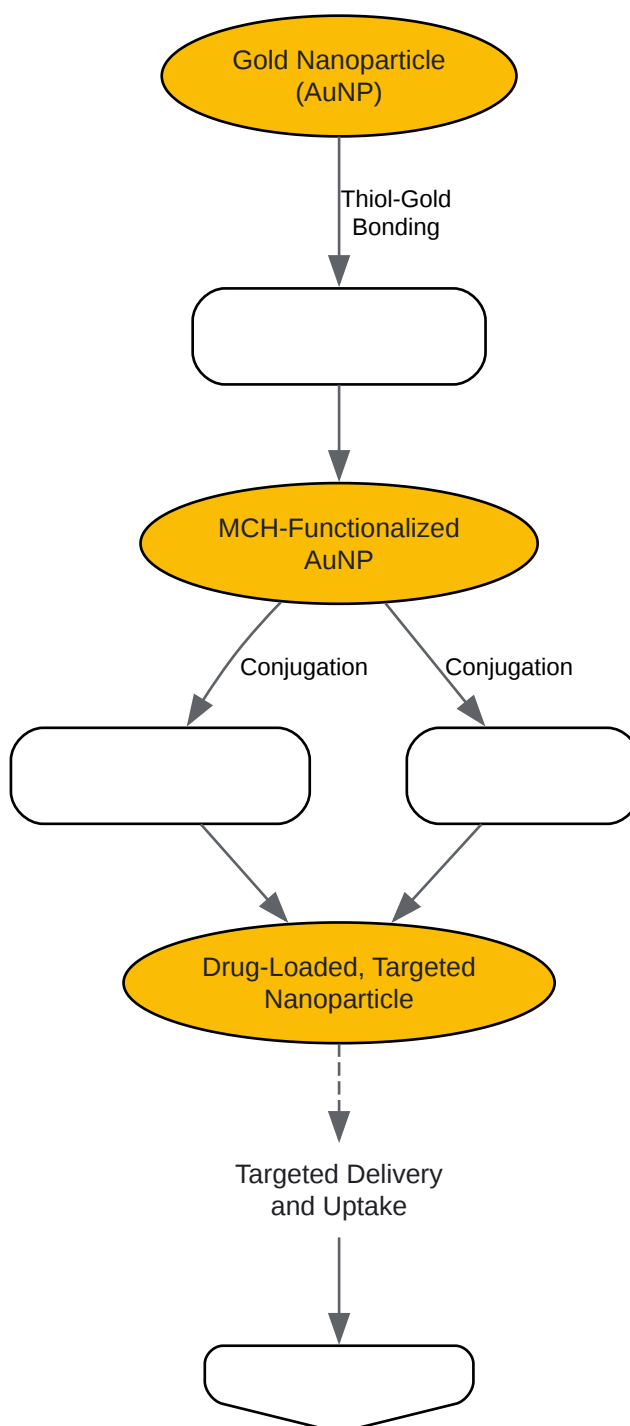 Gold Nanoparticle
(AuNP)
Thiol-Gold
Bonding
MCH-Functionalized
AuNP
Conjugation
Conjugation
Drug-Loaded, Targeted
Nanoparticle
Targeted Delivery
and Uptake